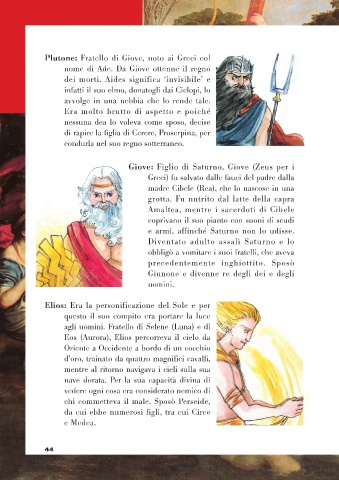 Plutone: Fratello di Giove, noto ai Greci col
nome di Ade. Da Giove ottenne il regno
dei morti. Aides significa 'invisibile' e
infatti il suo elmo, donatogli dai Ciclopi, lo
avvolge in una nebbia che lo rende tale.
Era molto brutto di aspetto e poiché
nessuna dea lo voleva come sposo, decise
di rapire la figlia di Cerere, Proserpina, per
condurla nel suo regno sotterraneo.
Giove: Figlio di Saturno, Giove (Zeus per i
Greci) fu salvato dalle fauci del padre dalla
madre Cibele (Rea), che lo nascose in una
grotta. Fu nutrito dal latte della capra
Amaltea, mentre i sacerdoti di Cibele
coprivano il suo pianto con suoni di scudi
e armi, affinché Saturno non lo udisse.
Diventato adulto assalì Saturno e lo
obbligò a vomitare i suoi fratelli, che aveva
precedentemente inghiottito. Sposò
Giunone e divenne re degli dei e degli
uomini.
Elios: Era la personificazione del Sole e per
questo il suo compito era portare la luce
agli uomini. Fratello di Selene (Luna) e di
Eos (Aurora), Elios percorreva il cielo da
Oriente a Occidente a bordo di un cocchio
d'oro, trainato da quattro magnifici cavalli,
mentre al ritorno navigava i cieli sulla sua
nave dorata. Per la sua capacità divina di
vedere ogni cosa era considerato nemico di
chi commetteva il male. Sposò Perseide,
da cui ebbe numerosi figli, tra cui Circe
e Medea.
44